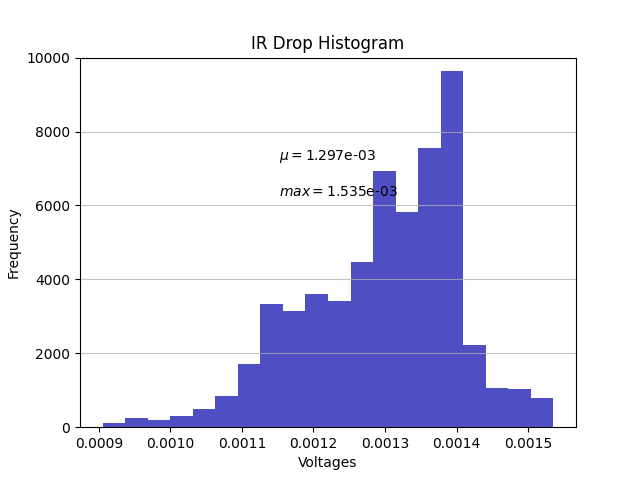 IR Drop Histogram
10000
8000
6000
4000
2000
0
Frequency
μ = 1.297e-03
max = 1.535e-03
0.0009 0.0010 0.0011 0.0012 0.0013 0.0014 0.0015
Voltages